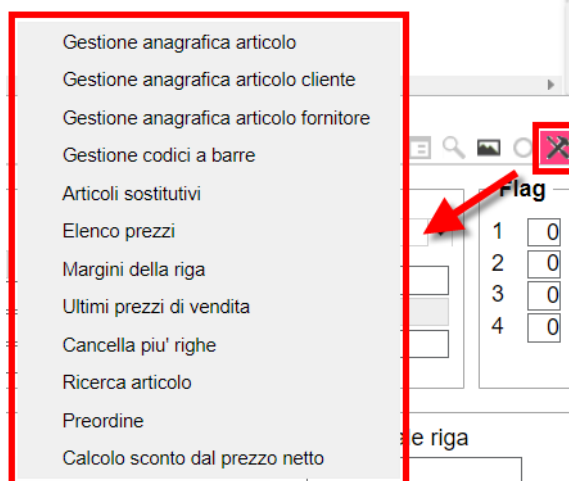 Gestione anagrafica articolo
Gestione anagrafica articolo cliente
Gestione anagrafica articolo fornitore
Gestione codici a barre
Articoli sostitutivi
Elenco prezzi
Margini della riga
Ultimi prezzi di vendita
Cancella piu' righe
Ricerca articolo
Preordine
Calcolo sconto dal prezzo netto
Flag
1 0
2 0
3 0
4 0
e riga